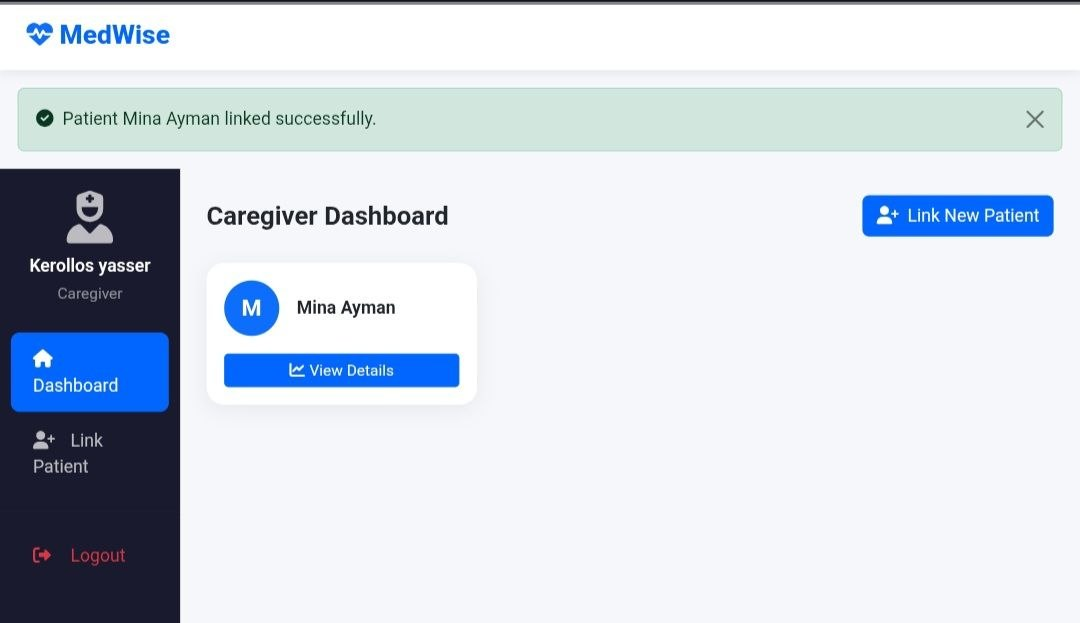 MedWise
Patient Mina Ayman linked successfully.
Kerollos yasser
Caregiver
Dashboard
Link
Patient
Logout
Caregiver Dashboard
Link New Patient
M
Mina Ayman
View Details